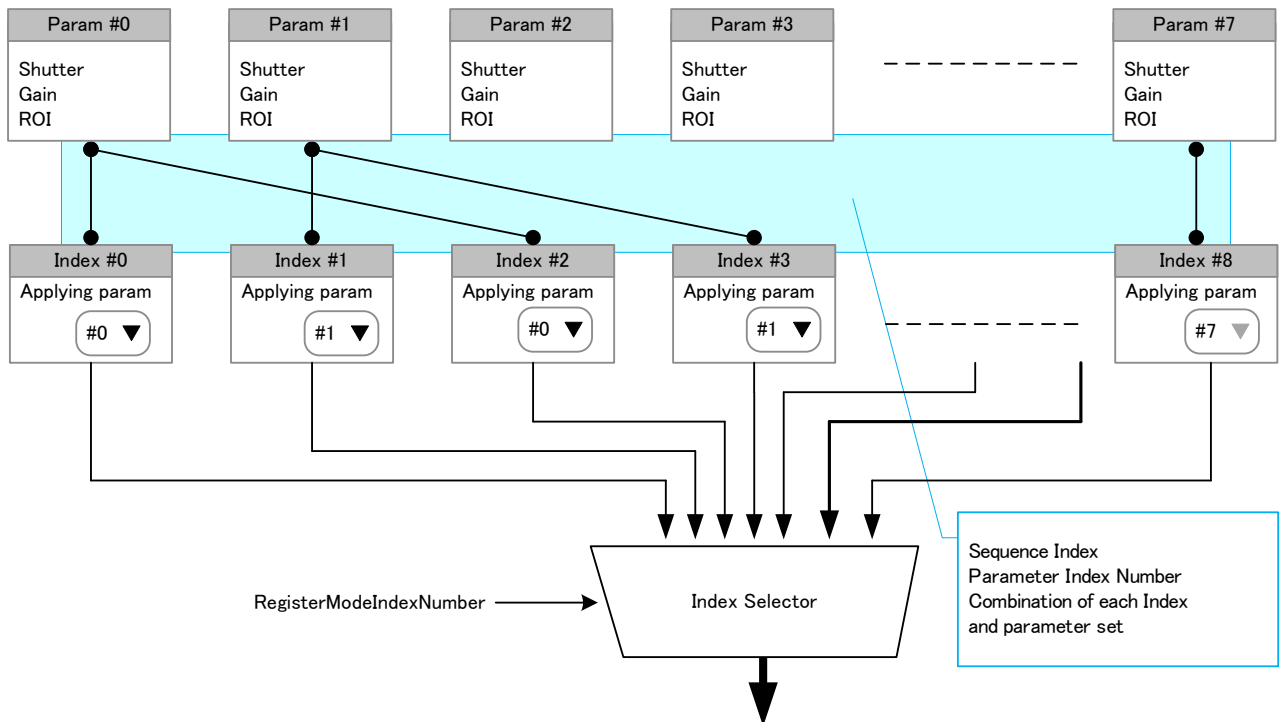 Param #0
Shutter
Gain
ROI
Param #1
Shutter
Gain
ROI
Param #2
Shutter
Gain
ROI
Param #3
Shutter
Gain
ROI
Param #7
Shutter
Gain
ROI
Index #0
Applying param
#0 ▼
Index #1
Applying param
#1 ▼
Index #2
Applying param
#0 ▼
Index #3
Applying param
#1 ▼
Index #8
Applying param
#7 ▼
RegisterModeIndexNumber
Index Selector
Sequence Index
Parameter Index Number
Combination of each Index
and parameter set